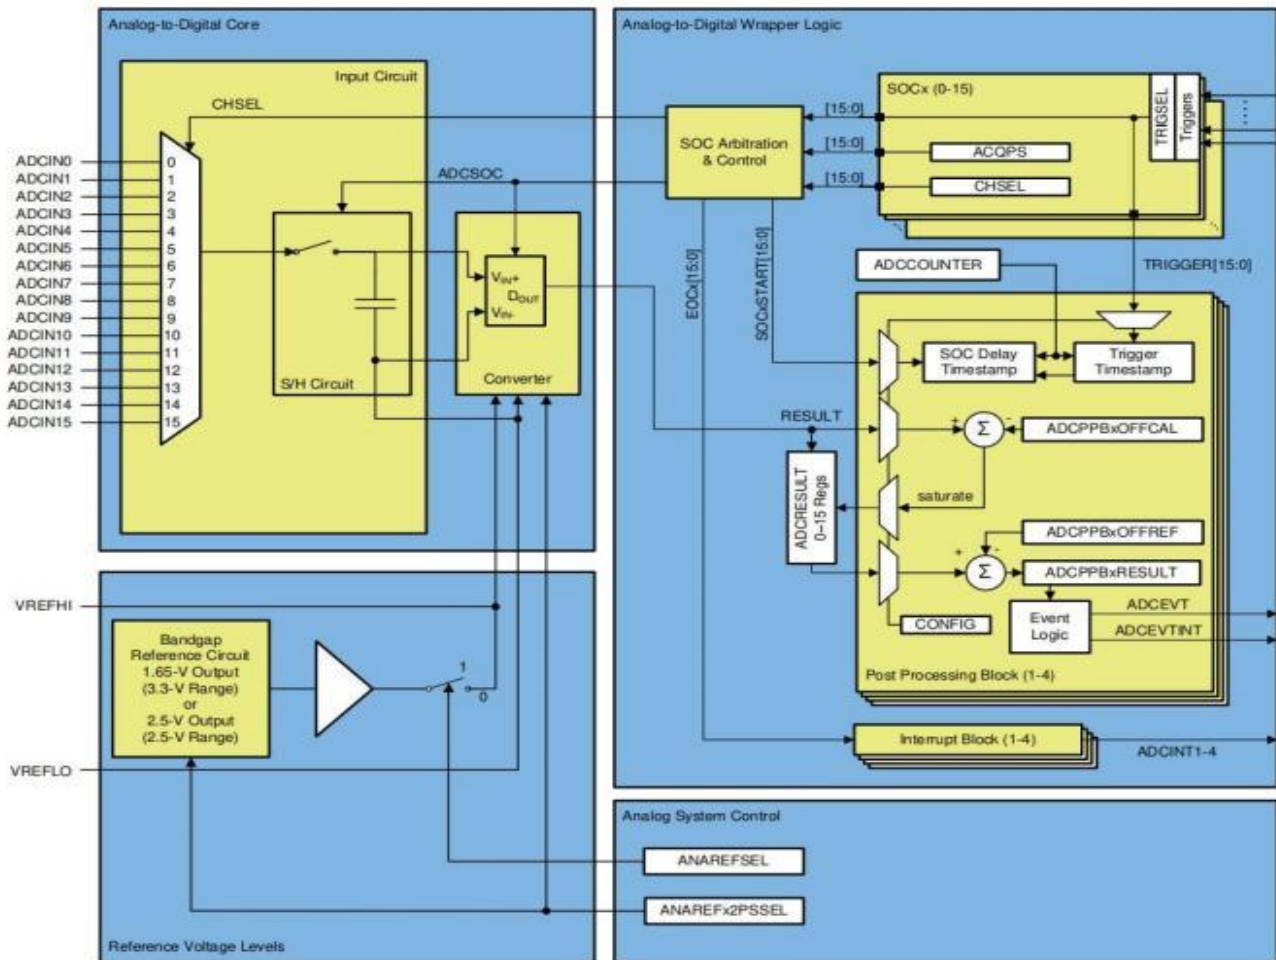 Analog-to-Digital Core
Input Circuit
CHSEL
ADCIN0
ADCIN1
ADCIN2
ADCIN3
ADCIN4
ADCIN5
ADCIN6
ADCIN7
ADCIN8
ADCIN9
ADCIN10
ADCIN11
ADCIN12
ADCIN13
ADCIN14
ADCIN15
0
1
2
3
4
5
6
7
8
9
10
11
12
13
14
15
ADCSOC
S/H Circuit
VIN+
DOUT
VIN-
Converter
VREFHI
VREFLO
Bandgap
Reference Circuit
1.65-V Output
(3.3-V Range)
or
2.5-V Output
(2.5-V Range)
1
0
Reference Voltage Levels
Analog-to-Digital Wrapper Logic
SOC Arbitration
& Control
[15:0]
[15:0]
[15:0]
SOCx (0-15)
ACQPS
CHSEL
TRIGSEL
Triggers
EOCx[15:0]
SOCxSTART[15:0]
ADCCOUNTER
TRIGGER[15:0]
SOC Delay
Timestamp
Trigger
Timestamp
RESULT
+
Σ
-
ADCPPBxOFFCAL
ADCRESULT
0–15 Regs
saturate
ADCPPBxOFFREF
+
-
Σ
ADCPPBxRESULT
CONFIG
Event
Logic
ADCEVT
ADCEVTINT
Post Processing Block (1-4)
Interrupt Block (1-4)
ADCINT1-4
Analog System Control
ANAREFSEL
ANAREFx2PSSEL